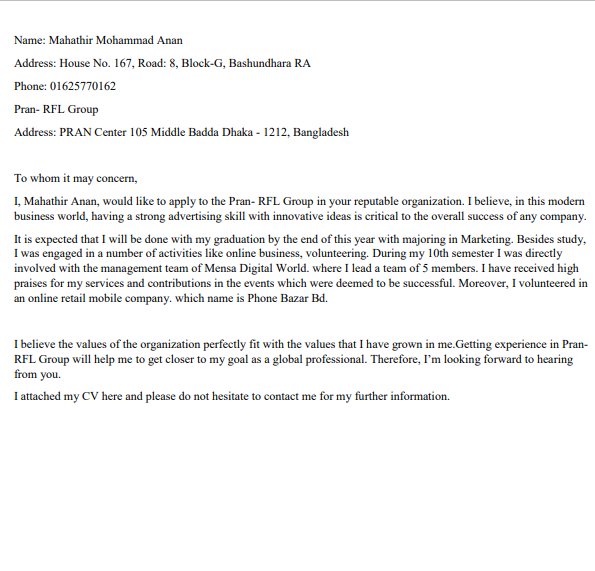 Name: Mahathir Mohammad Anan
Address: House No. 167, Road: 8, Block-G, Bashundhara RA
Phone: 01625770162
Pran- RFL Group
Address: PRAN Center 105 Middle Badda Dhaka - 1212, Bangladesh
To whom it may concern,
I, Mahathir Anan, would like to apply to the Pran- RFL Group in your reputable organization. I believe, in this modern
business world, having a strong advertising skill with innovative ideas is critical to the overall success of any company.
It is expected that I will be done with my graduation by the end of this year with majoring in Marketing. Besides study,
I was engaged in a number of activities like online business, volunteering. During my 10th semester I was directly
involved with the management team of Mensa Digital World. where I lead a team of 5 members. I have received high
praises for my services and contributions in the events which were deemed to be successful. Moreover, I volunteered in
an online retail mobile company. which name is Phone Bazar Bd.
I believe the values of the organization perfectly fit with the values that I have grown in me.Getting experience in Pran-
RFL Group will help me to get closer to my goal as a global professional. Therefore, I’m looking forward to hearing
from you.
I attached my CV here and please do not hesitate to contact me for my further information.